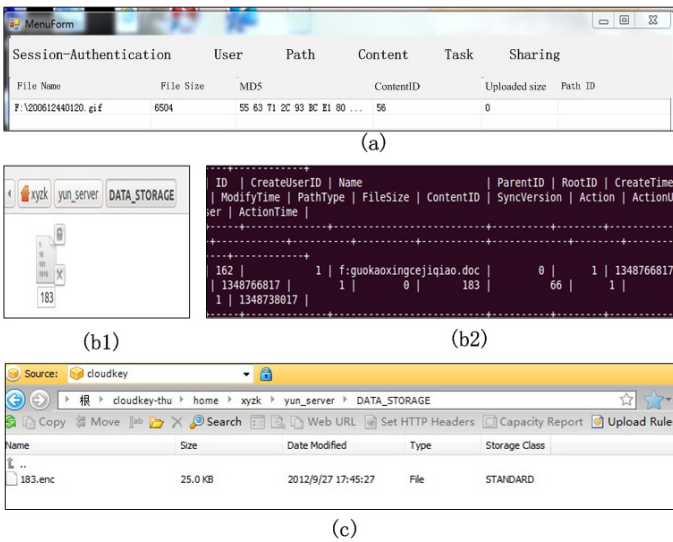 MenuForm
Session-Authentication User Path Content Task Sharing
File Name File Size MD5 ContentID Uploaded size Path ID
F:\200612440120.gif 6504 55 63 71 2C 93 BC E1 80 ... 56 0
(a)
xyzk yun_server DATA_STORAGE
1
10
101
1010
183
(b1)
----+------------+
ID | CreateUserID | Name | ParentID | RootID | CreateTime
| ModifyTime | PathType | FileSize | ContentID | SyncVersion | Action | ActionU
er | ActionTime |
| 162 | 1 | f:guokaoxingcejiqiao.doc | 0 | 1 | 1348766817
| 1348766817 | 1 | 0 | 183 | 66 | 1 |
1 | 1348738017 |
(b2)
Source: cloudkey
根 cloudkey-thu home xyzk yun_server DATA_STORAGE
Copy Move Search Web URL Set HTTP Headers Capacity Report Upload Rule
Name Size Date Modified Type Storage Class
..
183.enc 25.0 KB 2012/9/27 17:45:27 File STANDARD
(c)